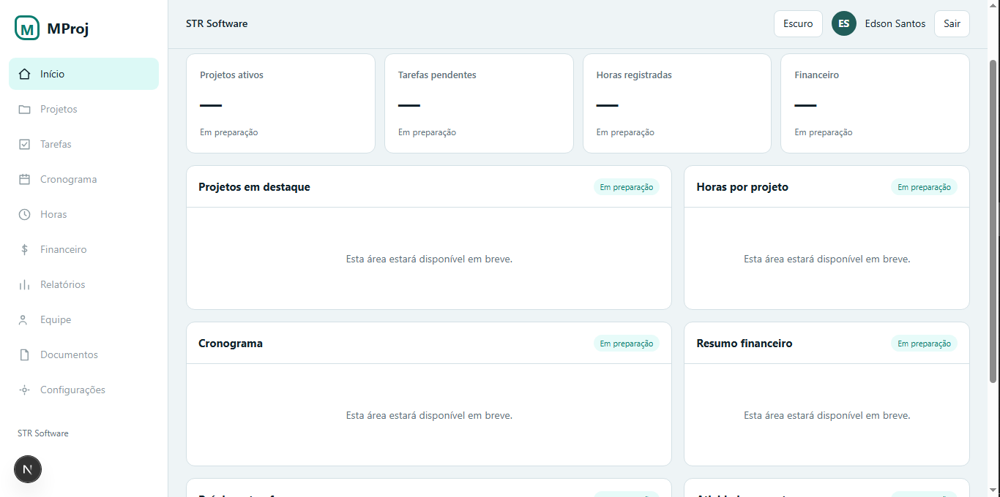 M MProj
STR Software
Escuro
ES
Edson Santos
Sair
Início
Projetos
Tarefas
Cronograma
Horas
Financeiro
Relatórios
Equipe
Documentos
Configurações
STR Software
N
Projetos ativos
—
Em preparação
Tarefas pendentes
—
Em preparação
Horas registradas
—
Em preparação
Financeiro
—
Em preparação
Projetos em destaque
Em preparação
Esta área estará disponível em breve.
Horas por projeto
Em preparação
Esta área estará disponível em breve.
Cronograma
Em preparação
Esta área estará disponível em breve.
Resumo financeiro
Em preparação
Esta área estará disponível em breve.